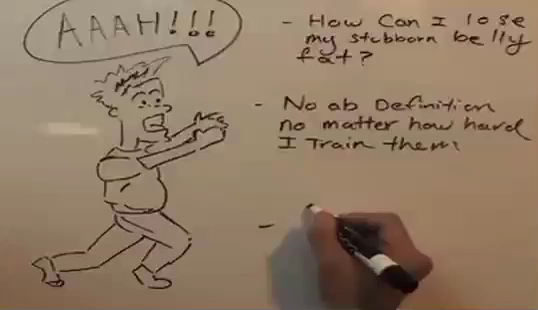 AAAH!!!
- How Can I lose
my stubborn belly
fat?
- No ab Definition
no matter how hard
I Train them
-